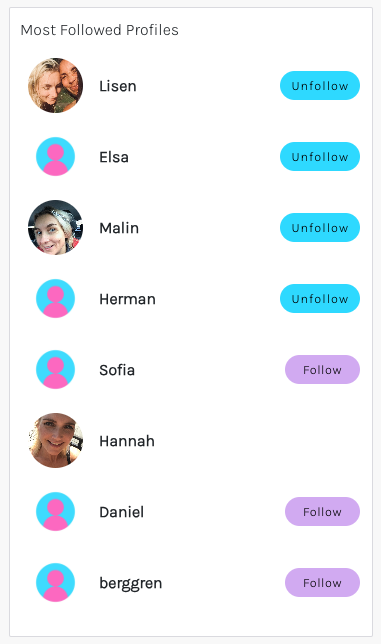 Most Followed Profiles
Lisen Unfollow
Elsa Unfollow
Malin Unfollow
Herman Unfollow
Sofia Follow
Hannah
Daniel Follow
berggren Follow